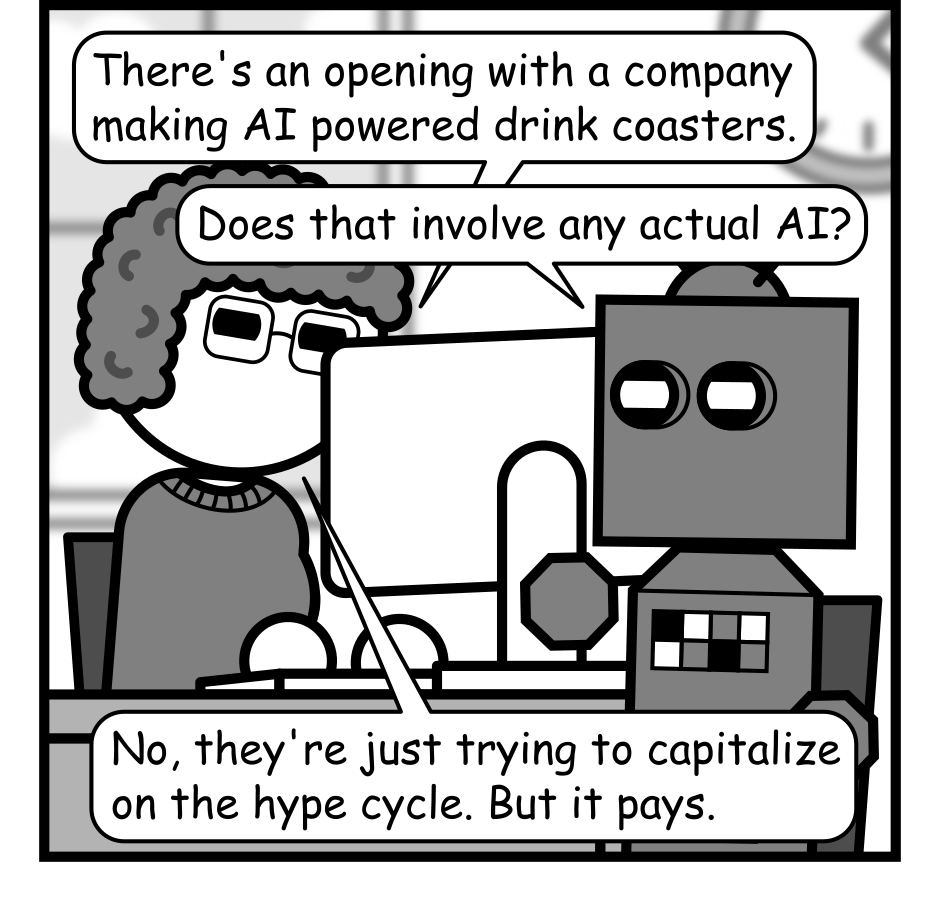 There's an opening with a company
making AI powered drink coasters.
Does that involve any actual AI?
No, they're just trying to capitalize
on the hype cycle. But it pays.